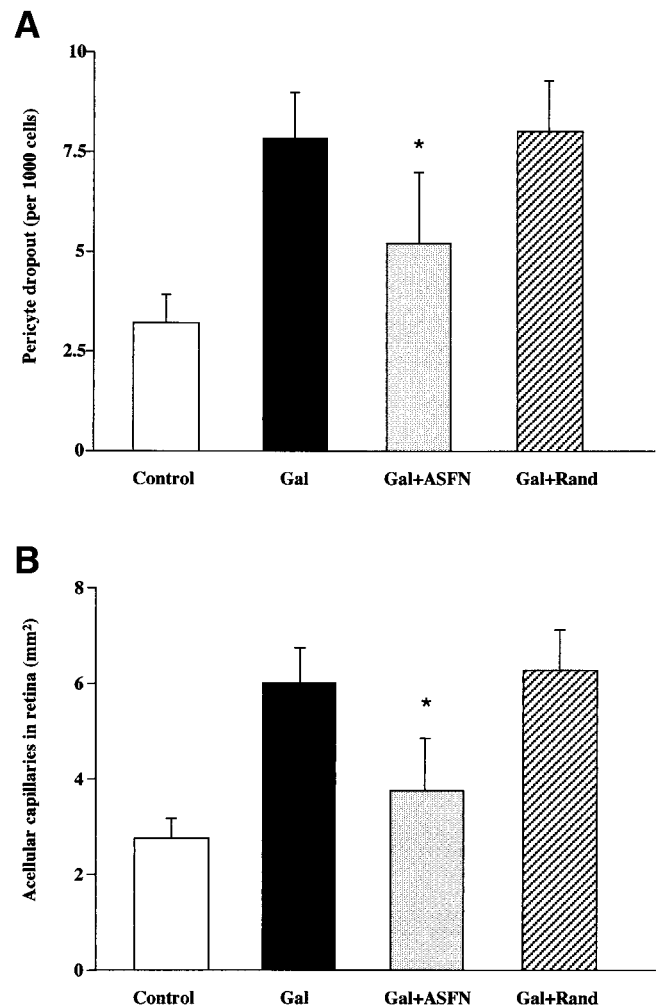 A
Pericyte dropout (per 1000 cells)
10
7.5
5
2.5
0
*
Control Gal Gal+ASFN Gal+Rand
B
Acellular capillaries in retina (mm²)
8
6
4
2
0
*
Control Gal Gal+ASFN Gal+Rand